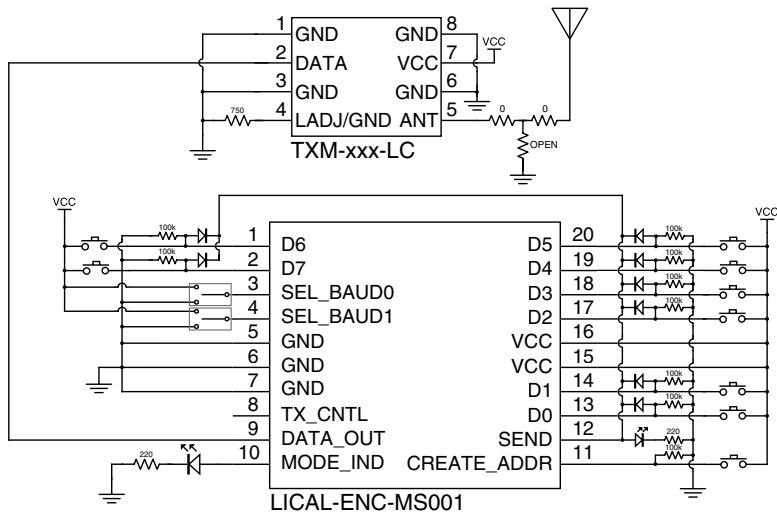 1 GND GND 8
2 DATA VCC 7 VCC
3 GND GND 6
750 4 LADJ/GND ANT 5 0 0
OPEN
TXM-xxx-LC
VCC VCC
100k 1 D6 D5 20 100k
100k 2 D7 D4 19 100k
3 SEL_BAUD0 D3 18 100k
4 SEL_BAUD1 D2 17 100k
5 GND VCC 16
6 GND VCC 15
7 GND D1 14 100k
8 TX_CNTL D0 13 100k
9 DATA_OUT SEND 12 220
220 10 MODE_IND CREATE_ADDR 11 100k
LICAL-ENC-MS001